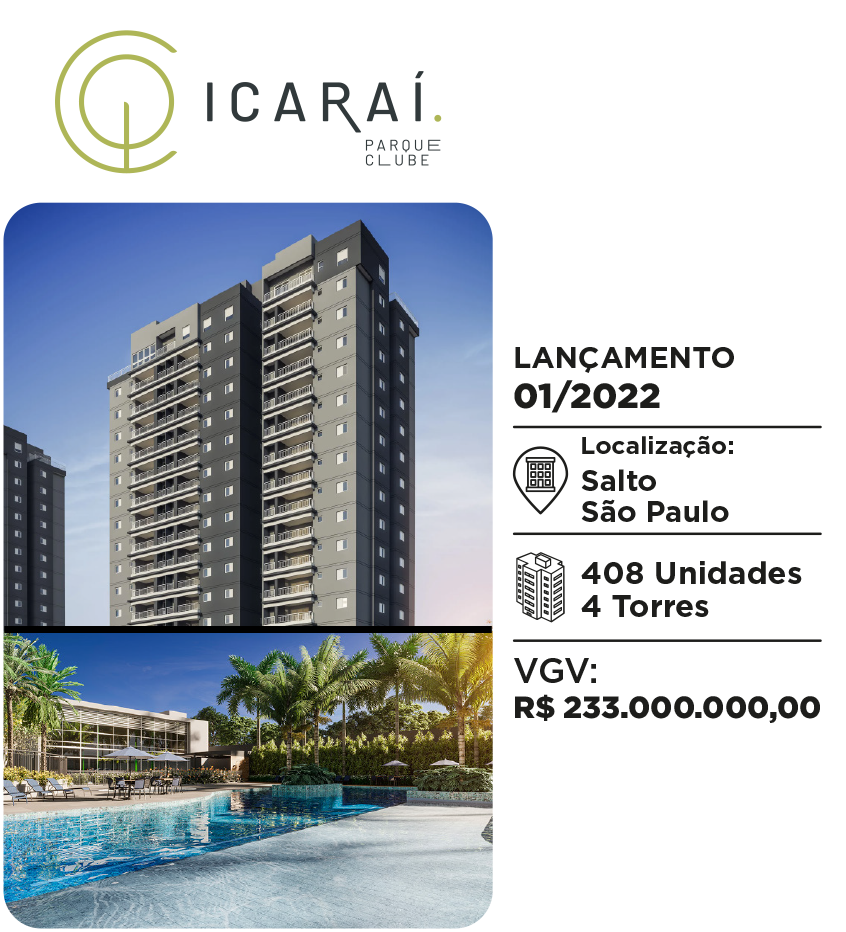 ICARAÍ.
PARQUE
CLUBE
LANÇAMENTO
01/2022
Localização:
Salto
São Paulo
408 Unidades
4 Torres
VGV:
R$ 233.000.000,00